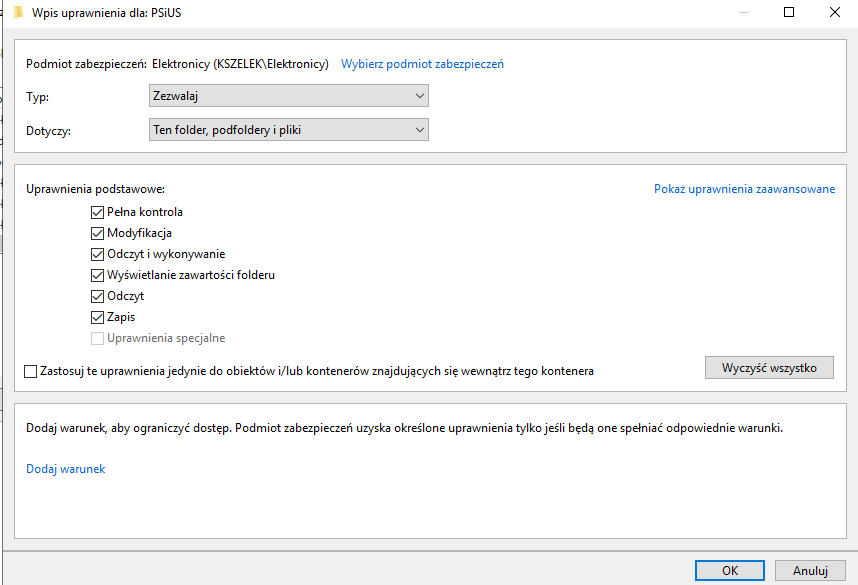 Wpis uprawnienia dla: PSiUS
Podmiot zabezpieczeń: Elektronicy (KSZELEK\Elektronicy) Wybierz podmiot zabezpieczeń
Typ: Zezwalaj
Dotyczy: Ten folder, podfoldery i pliki
Uprawnienia podstawowe: Pokaż uprawnienia zaawansowane
Pełna kontrola
Modyfikacja
Odczyt i wykonywanie
Wyświetlanie zawartości folderu
Odczyt
Zapis
Uprawnienia specjalne
Zastosuj te uprawnienia jedynie do obiektów i/lub kontenerów znajdujących się wewnątrz tego kontenera Wyczyść wszystko
Dodaj warunek, aby ograniczyć dostęp. Podmiot zabezpieczeń uzyska określone uprawnienia tylko jeśli będą one spełniać odpowiednie warunki.
Dodaj warunek
OK Anuluj